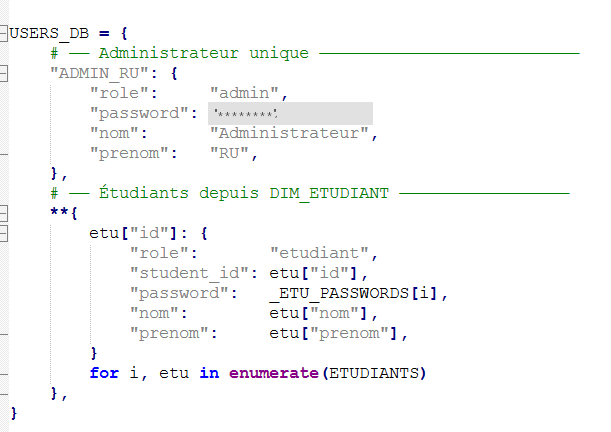 USERS_DB = {
    # —— Administrateur unique ——————————————————————————
    "ADMIN_RU": {
        "role":     "admin",
        "password": "********",
        "nom":      "Administrateur",
        "prenom":   "RU",
    },
    # —— Étudiants depuis DIM_ETUDIANT —————————————————
    **{
        etu["id"]: {
            "role":       "etudiant",
            "student_id": etu["id"],
            "password":   _ETU_PASSWORDS[i],
            "nom":        etu["nom"],
            "prenom":     etu["prenom"],
        }
        for i, etu in enumerate(ETUDIANTS)
    },
}